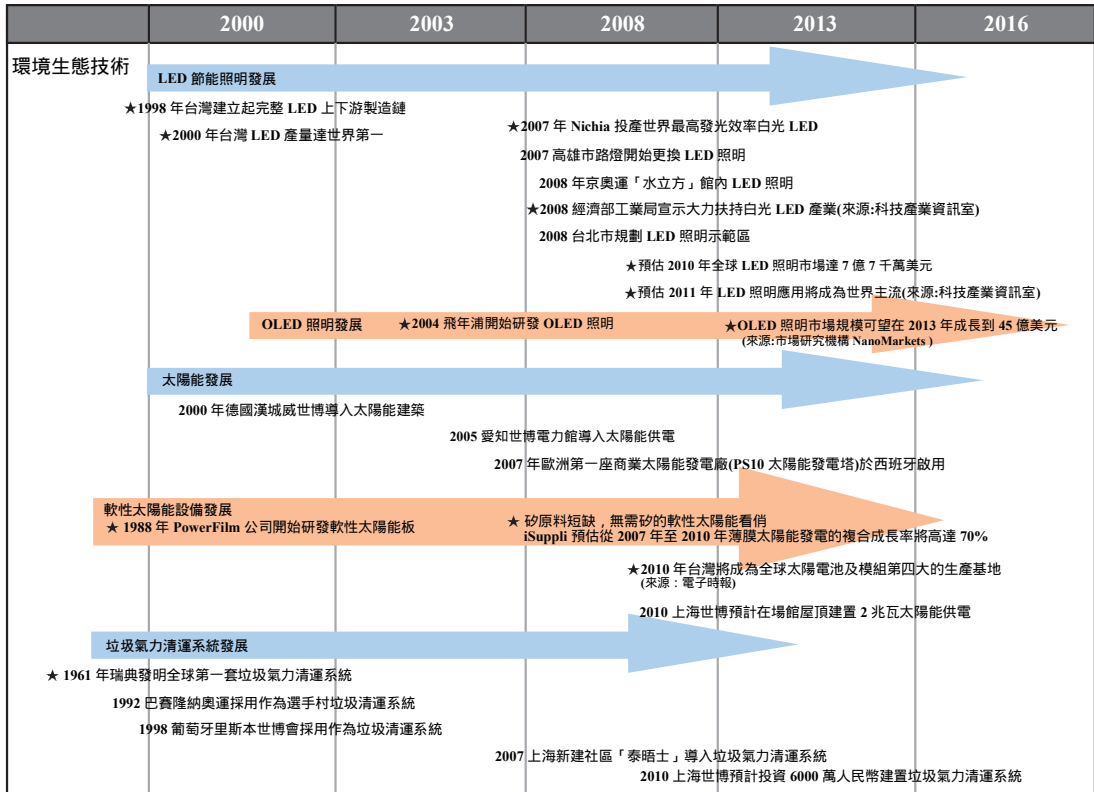 2000 2003 2008 2013 2016
環境生態技術
LED 節能照明發展
★1998 年台灣建立起完整 LED 上下游製造鏈
★2000 年台灣 LED 產量達世界第一
★2007 年 Nichia 投產世界最高發光效率白光 LED
2007 高雄市路燈開始更換 LED 照明
2008 年京奧運「水立方」館內 LED 照明
★2008 經濟部工業局宣示大力扶持白光 LED 產業(來源:科技產業資訊室)
2008 台北市規劃 LED 照明示範區
★預估 2010 年全球 LED 照明市場達 7 億 7 千萬美元
★預估 2011 年 LED 照明應用將成為世界主流(來源:科技產業資訊室)
OLED 照明發展
★2004 飛年浦開始研發 OLED 照明
★OLED 照明市場規模可望在 2013 年成長到 45 億美元
(來源:市場研究機構 NanoMarkets )
太陽能發展
2000 年德國漢城威世博導入太陽能建築
2005 愛知世博電力館導入太陽能供電
2007 年歐洲第一座商業太陽能發電廠(PS10 太陽能發電塔)於西班牙啟用
軟性太陽能設備發展
★ 1988 年 PowerFilm 公司開始研發軟性太陽能板
★ 矽原料短缺，無需矽的軟性太陽能看俏
iSuppli 預估從 2007 年至 2010 年薄膜太陽能發電的複合成長率將高達 70%
★2010 年台灣將成為全球太陽電池及模組第四大的生產基地
(來源：電子時報)
2010 上海世博預計在場館屋頂建置 2 兆瓦太陽能供電
垃圾氣力清運系統發展
★ 1961 年瑞典發明全球第一套垃圾氣力清運系統
1992 巴賽隆納奧運採用作為選手村垃圾清運系統
1998 葡萄牙里斯本世博會採用作為垃圾清運系統
2007 上海新建社區「泰晤士」導入垃圾氣力清運系統
2010 上海世博預計投資 6000 萬人民幣建置垃圾氣力清運系統